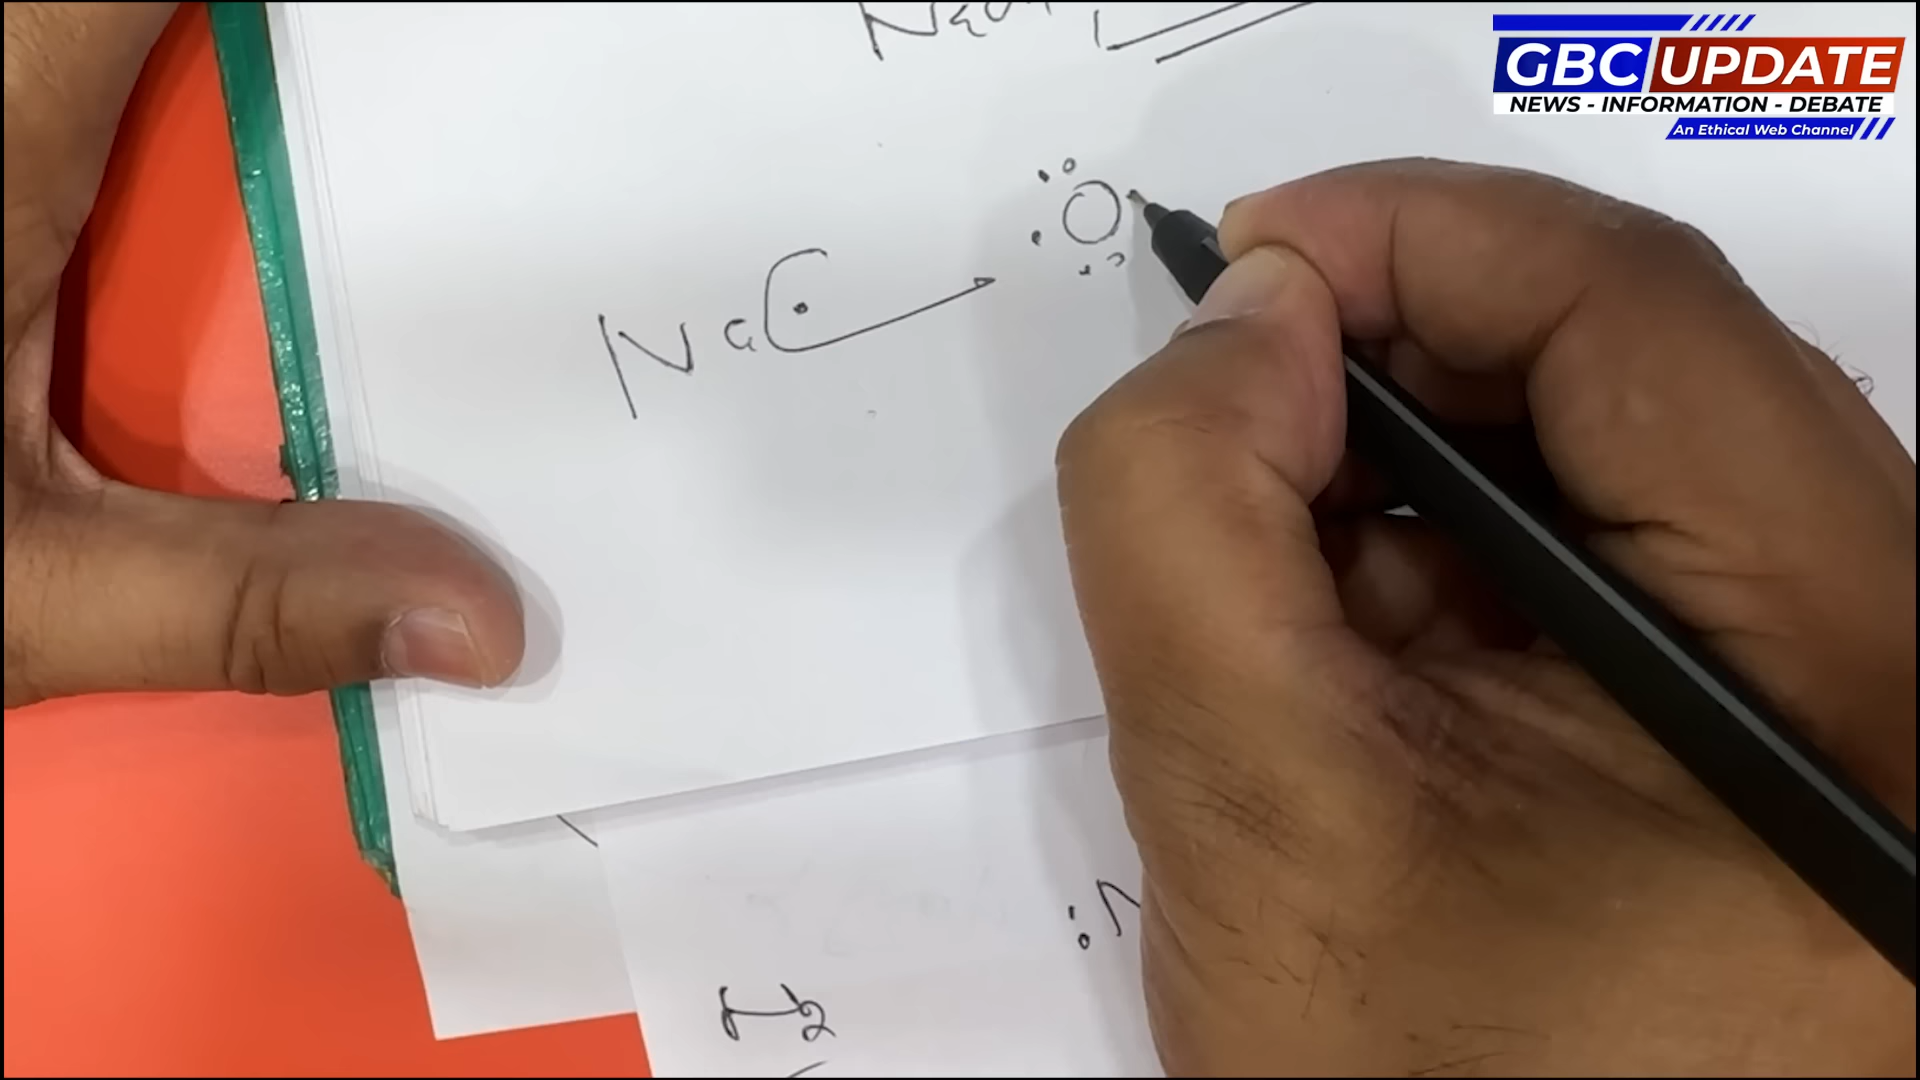 GBC UPDATE
NEWS - INFORMATION - DEBATE
An Ethical Web Channel
O
Na
H2